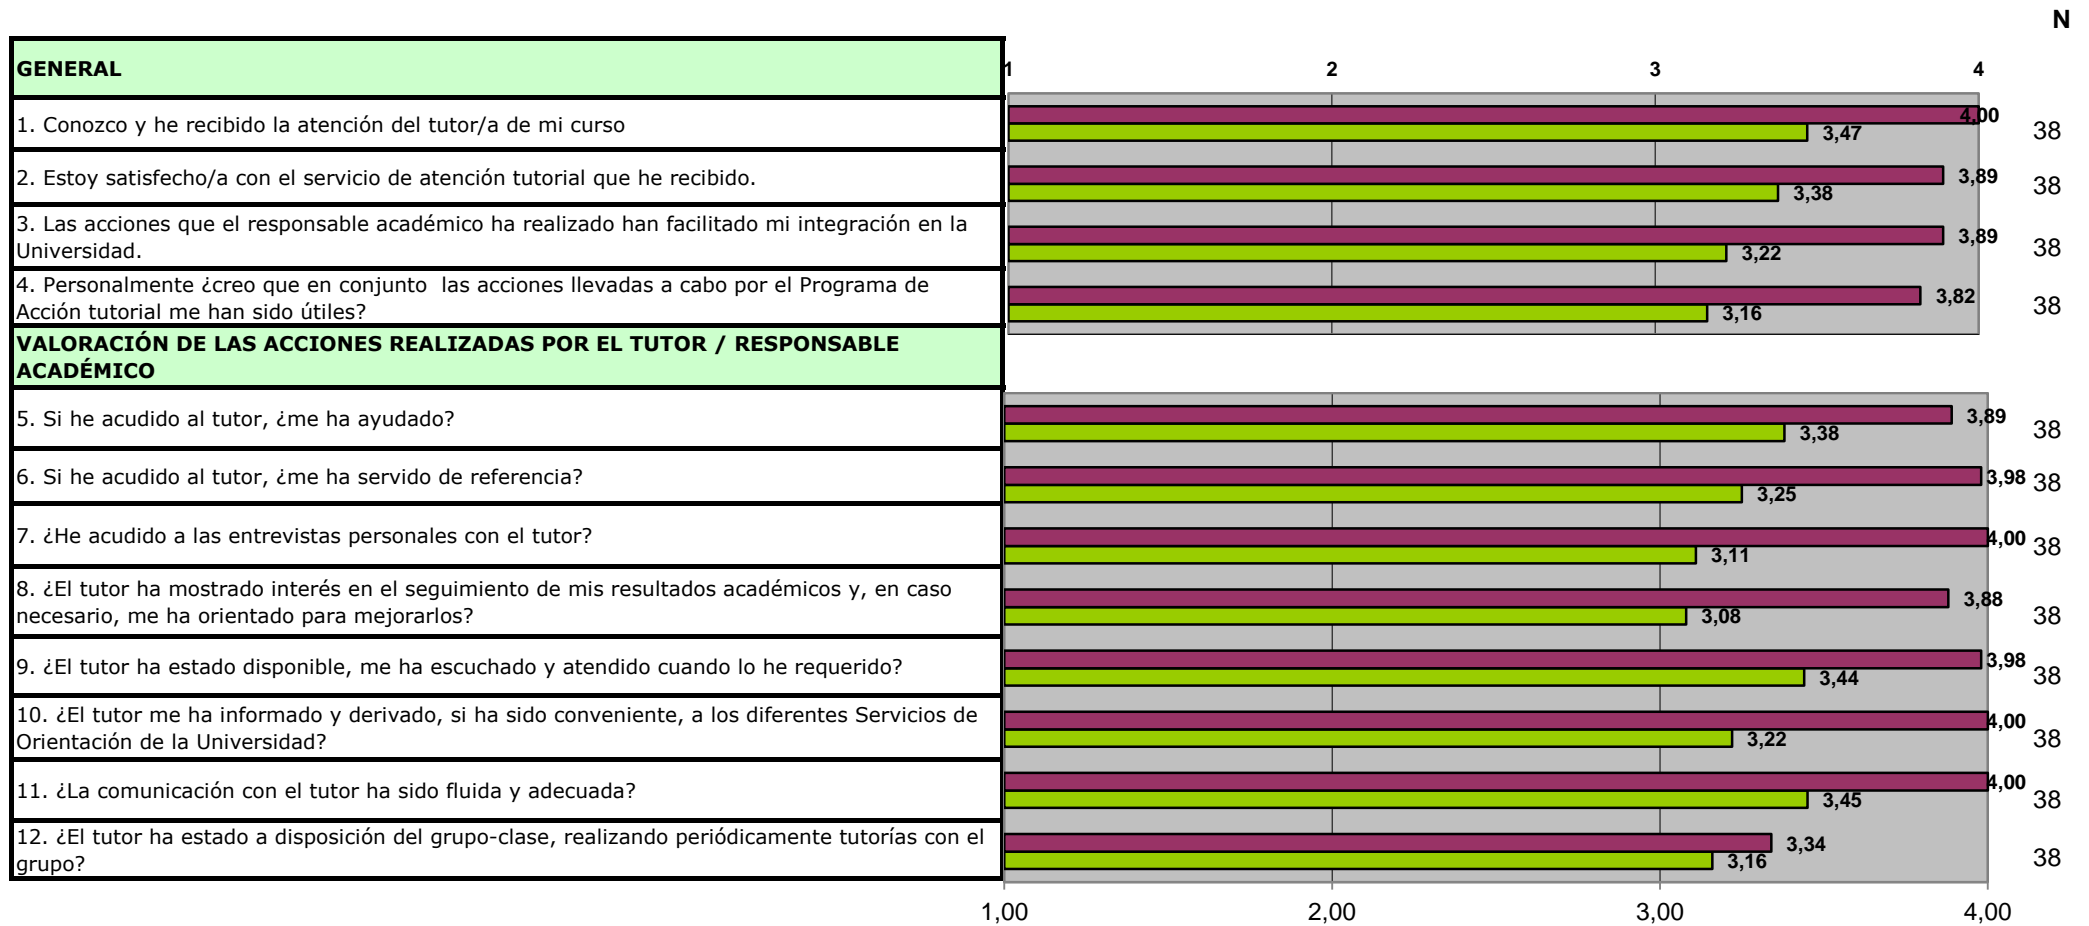 N
GENERAL
1 2 3 4
1. Conozco y he recibido la atención del tutor/a de mi curso
4,00
3,47
38
2. Estoy satisfecho/a con el servicio de atención tutorial que he recibido.
3,89
3,38
38
3. Las acciones que el responsable académico ha realizado han facilitado mi integración en la
Universidad.
3,89
3,22
38
4. Personalmente ¿creo que en conjunto  las acciones llevadas a cabo por el Programa de
Acción tutorial me han sido útiles?
3,82
3,16
38
VALORACIÓN DE LAS ACCIONES REALIZADAS POR EL TUTOR / RESPONSABLE
ACADÉMICO
5. Si he acudido al tutor, ¿me ha ayudado?
3,89
3,38
38
6. Si he acudido al tutor, ¿me ha servido de referencia?
3,98
3,25
38
7. ¿He acudido a las entrevistas personales con el tutor?
4,00
3,11
38
8. ¿El tutor ha mostrado interés en el seguimiento de mis resultados académicos y, en caso
necesario, me ha orientado para mejorarlos?
3,88
3,08
38
9. ¿El tutor ha estado disponible, me ha escuchado y atendido cuando lo he requerido?
3,98
3,44
38
10. ¿El tutor me ha informado y derivado, si ha sido conveniente, a los diferentes Servicios de
Orientación de la Universidad?
4,00
3,22
38
11. ¿La comunicación con el tutor ha sido fluida y adecuada?
4,00
3,45
38
12. ¿El tutor ha estado a disposición del grupo-clase, realizando periódicamente tutorías con el
grupo?
3,34
3,16
38
1,00 2,00 3,00 4,00